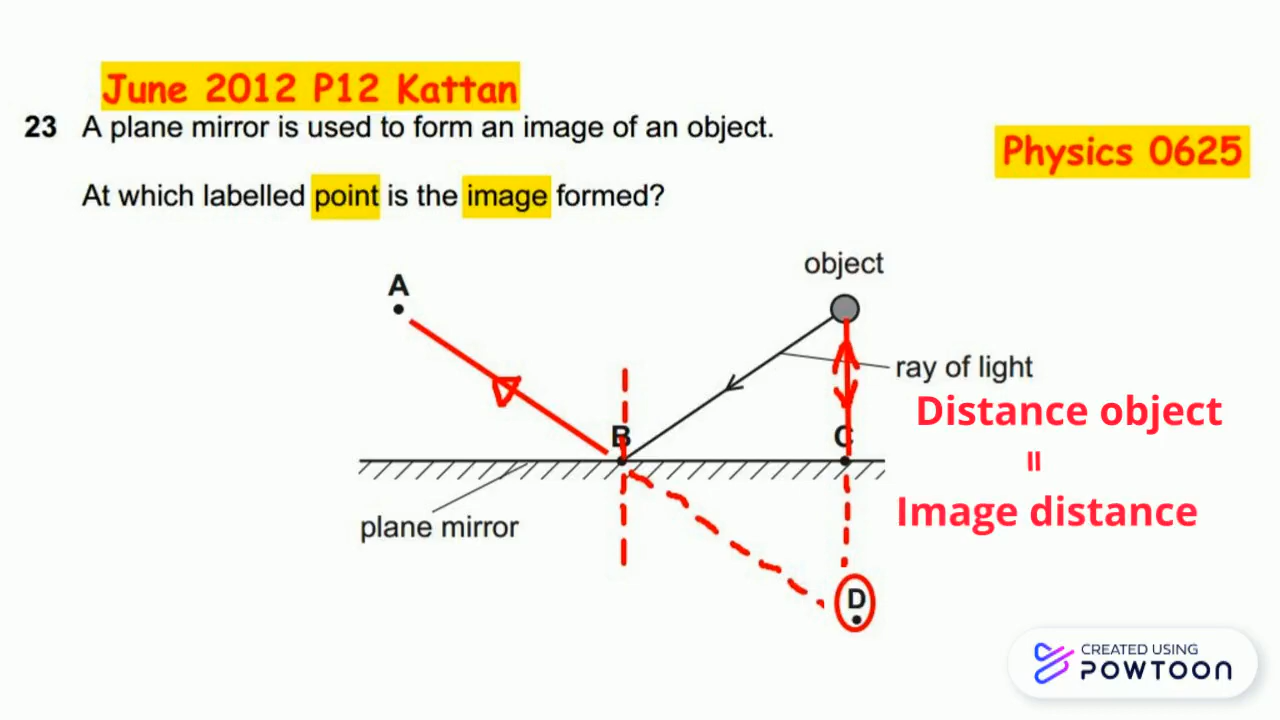 June 2012 P12 Kattan
23 A plane mirror is used to form an image of an object.
Physics 0625
At which labelled point is the image formed?
object
A
ray of light
Distance object
B
C
=
Image distance
plane mirror
D
CREATED USING
POWTOON